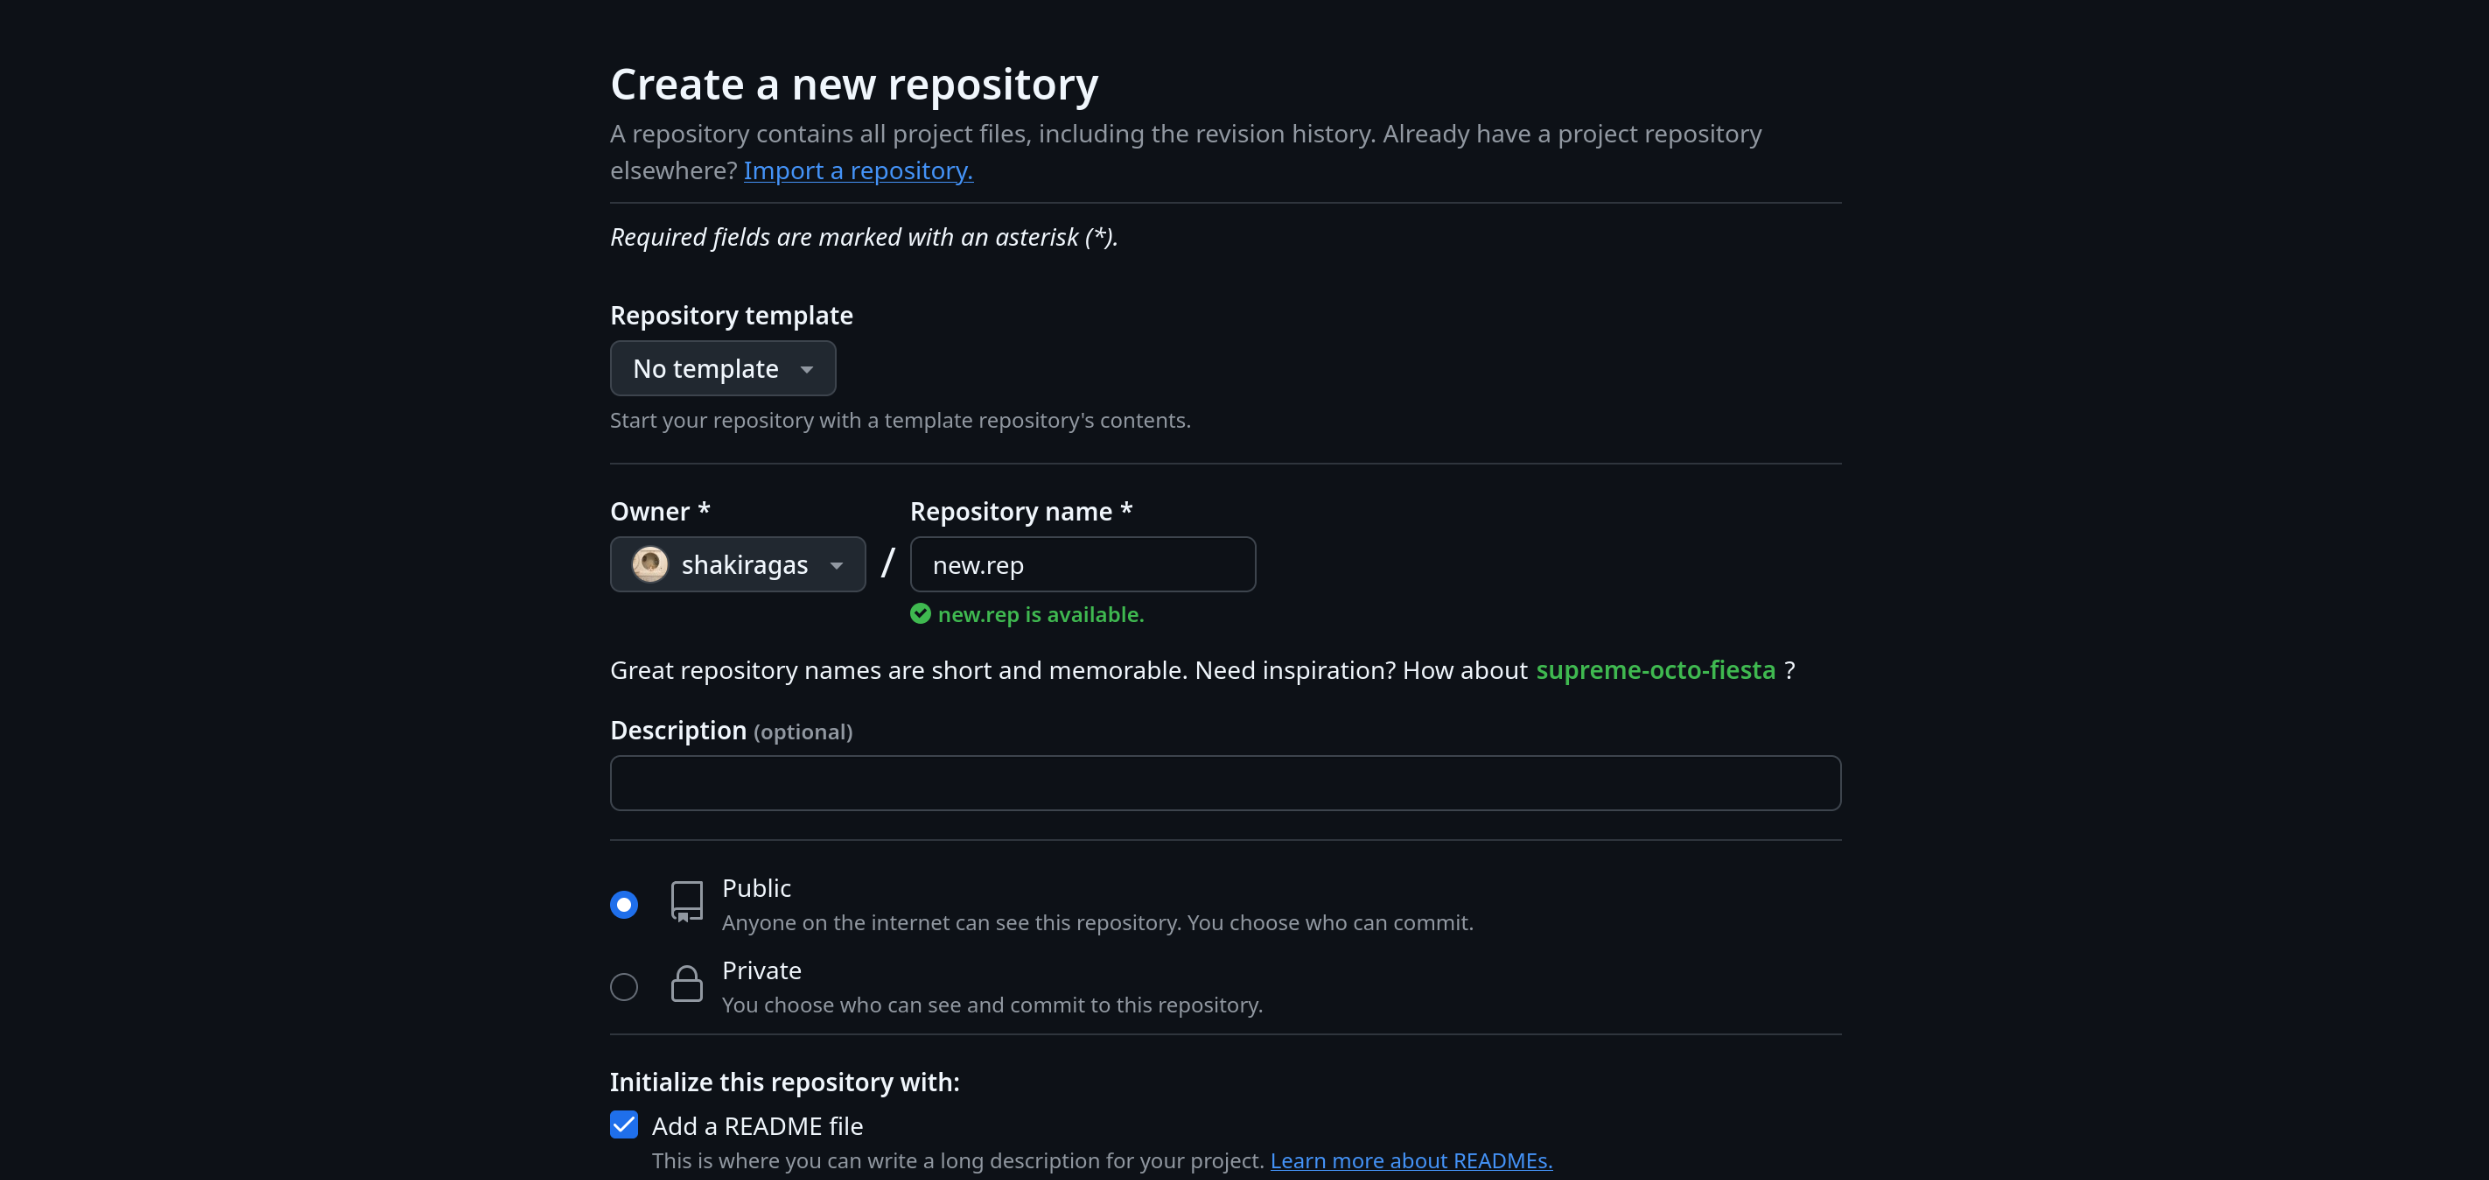 Create a new repository
A repository contains all project files, including the revision history. Already have a project repository
elsewhere? Import a repository.
Required fields are marked with an asterisk (*).
Repository template
No template
Start your repository with a template repository's contents.
Owner *
Repository name *
shakiragas / new.rep
new.rep is available.
Great repository names are short and memorable. Need inspiration? How about supreme-octo-fiesta ?
Description (optional)
Public
Anyone on the internet can see this repository. You choose who can commit.
Private
You choose who can see and commit to this repository.
Initialize this repository with:
Add a README file
This is where you can write a long description for your project. Learn more about READMEs.